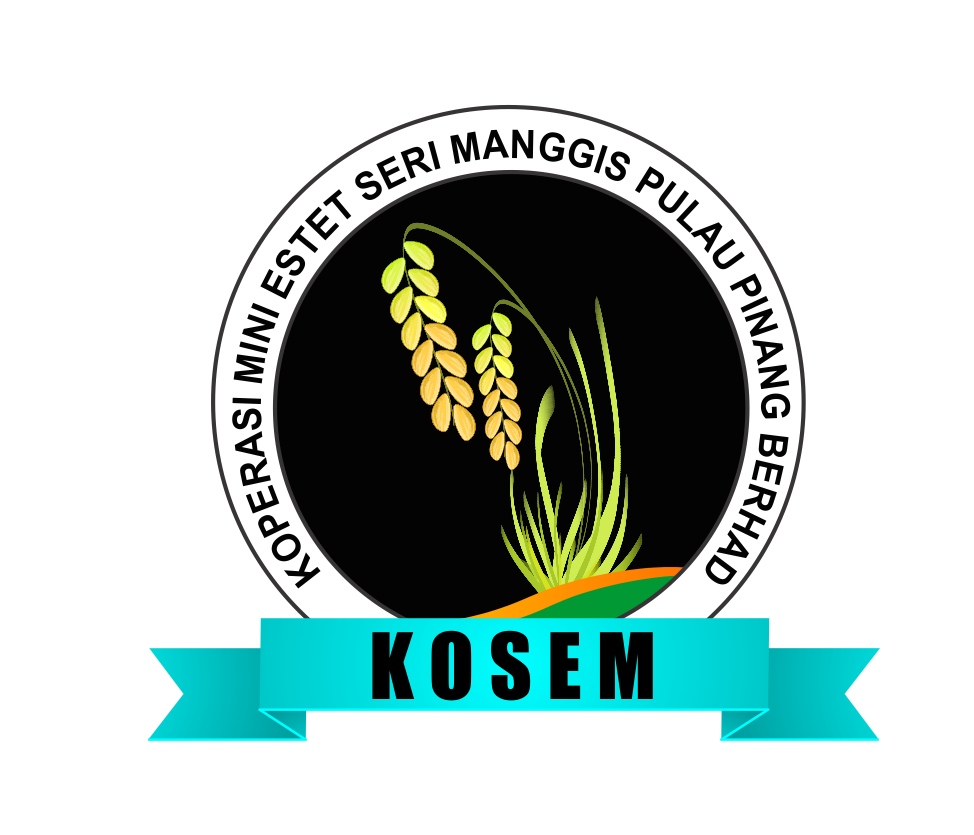 KOPERASI MINI ESTET SERI MANGGIS PULAU PINANG BERHAD
KOSEM